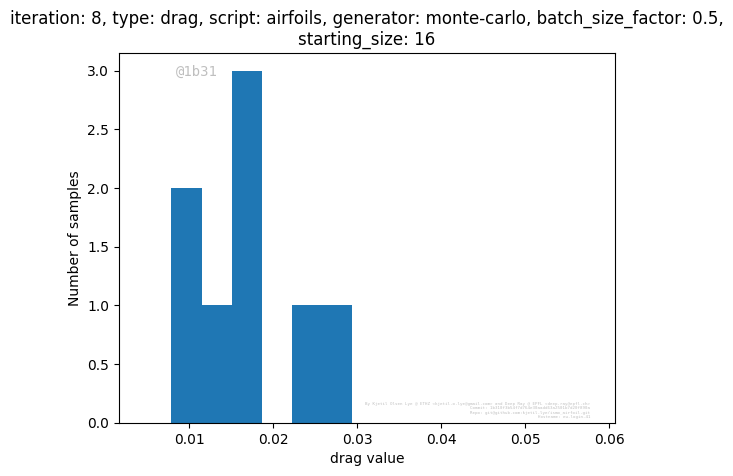 iteration: 8, type: drag, script: airfoils, generator: monte-carlo, batch_size_factor: 0.5,
starting_size: 16
@1b31
3.0
2.5
2.0
1.5
1.0
0.5
0.0
Number of samples
0.01
0.02
0.03
0.04
0.05
0.06
drag value